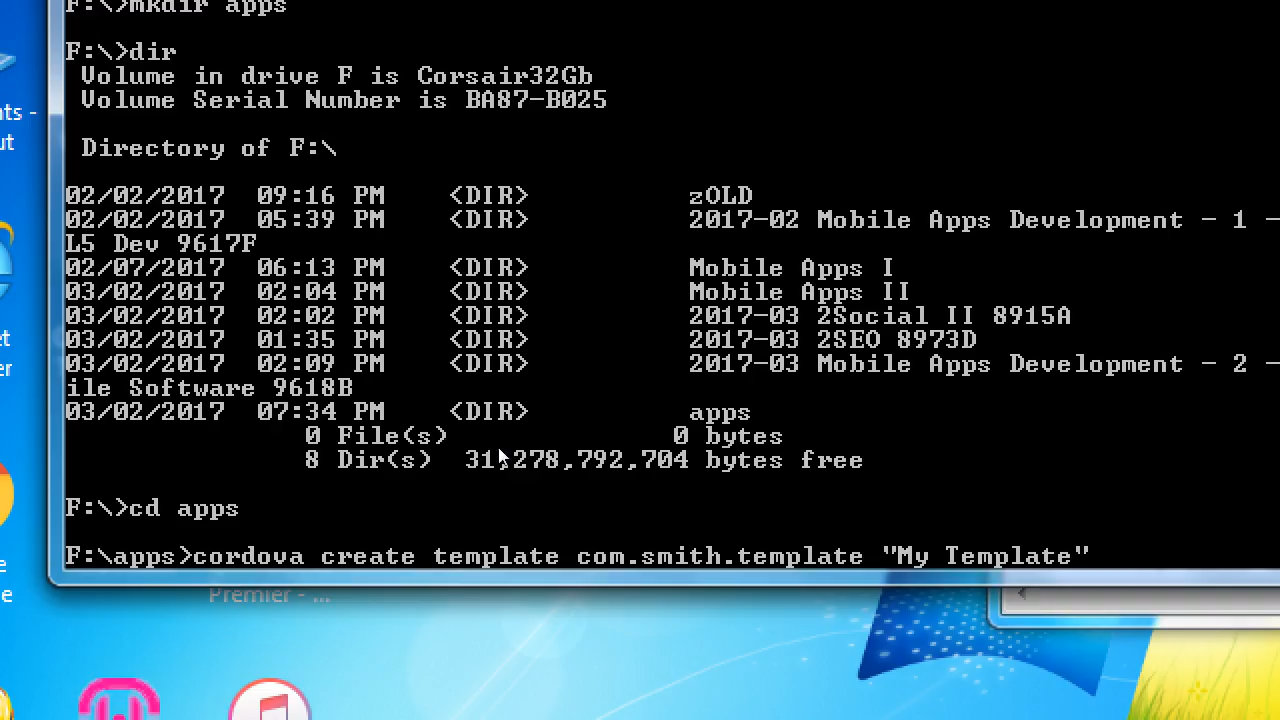 F:\>mkdir apps
F:\>dir
Volume in drive F is Corsair32Gb
Volume Serial Number is BA87-B025
Directory of F:\
02/02/2017 09:16 PM <DIR> zOLD
02/02/2017 05:39 PM <DIR> 2017-02 Mobile Apps Development - 1 -
L5 Dev 9617F
02/07/2017 06:13 PM <DIR> Mobile Apps I
03/02/2017 02:04 PM <DIR> Mobile Apps II
03/02/2017 02:02 PM <DIR> 2017-03 2Social II 8915A
03/02/2017 01:35 PM <DIR> 2017-03 2SEO 8973D
03/02/2017 02:09 PM <DIR> 2017-03 Mobile Apps Development - 2 -
ile Software 9618B
03/02/2017 07:34 PM <DIR> apps
0 File(s) 0 bytes
8 Dir(s) 31,278,792,704 bytes free
F:\>cd apps
F:\apps>cordova create template com.smith.template "My Template"
Premier - ...